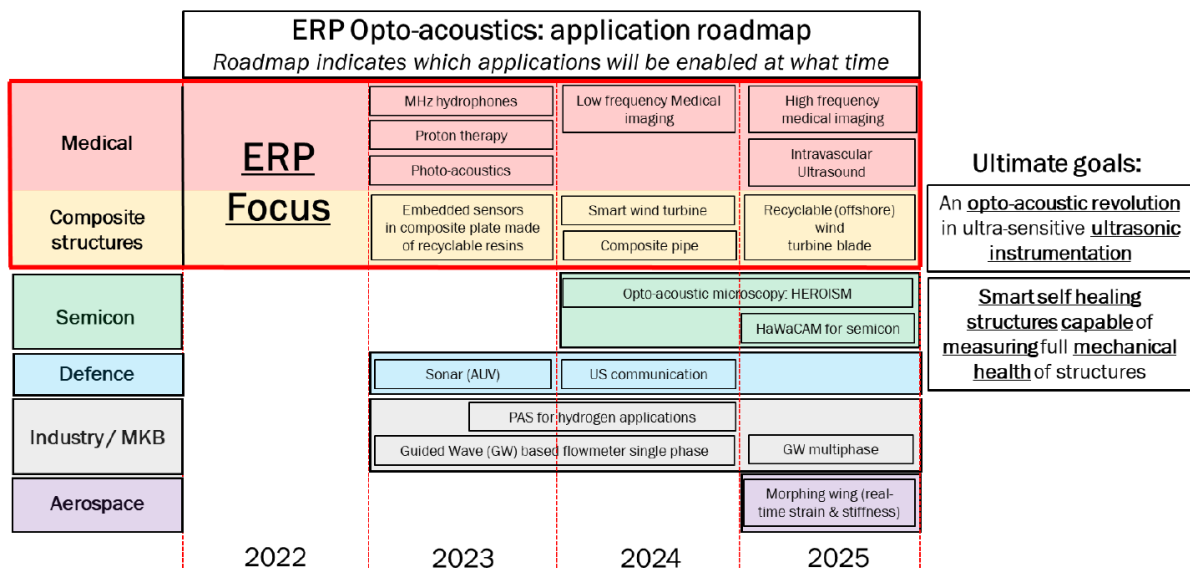 ERP Opto-acoustics: application roadmap
Roadmap indicates which applications will be enabled at what time
Medical
ERP
Focus
MHz hydrophones
Proton therapy
Photo-acoustics
Low frequency Medical
imaging
High frequency
medical imaging
Intravascular
Ultrasound
Composite
structures
Embedded sensors
in composite plate made
of recyclable resins
Smart wind turbine
Composite pipe
Recyclable (offshore)
wind
turbine blade
Semicon
Opto-acoustic microscopy: HEROISM
HaWaCAM for semicon
Defence
Sonar (AUV)
US communication
Industry / MKB
PAS for hydrogen applications
Guided Wave (GW) based flowmeter single phase
GW multiphase
Aerospace
Morphing wing (real-
time strain & stiffness)
2022
2023
2024
2025
Ultimate goals:
An opto-acoustic revolution
in ultra-sensitive ultrasonic
instrumentation
Smart self healing
structures capable of
measuring full mechanical
health of structures